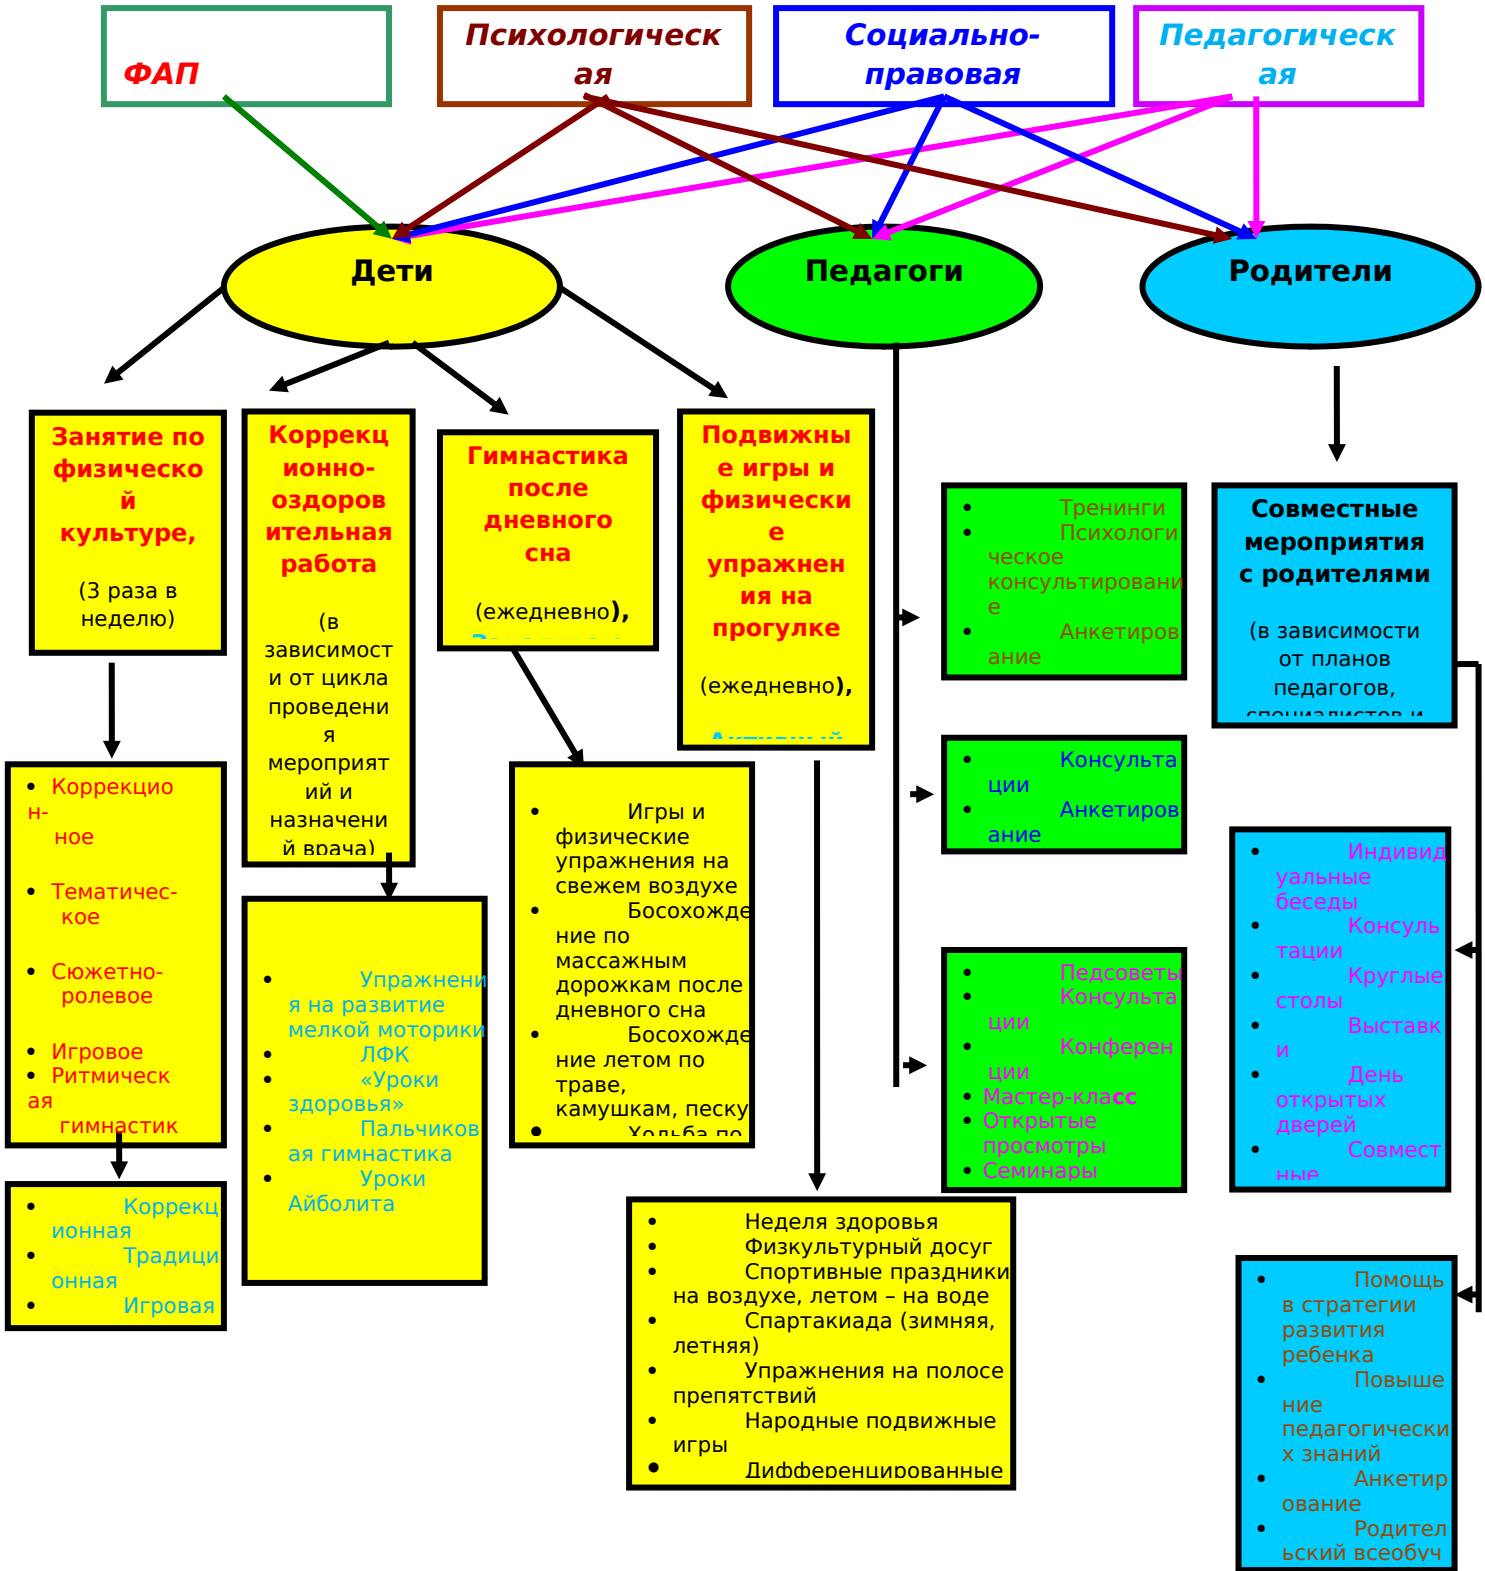 ФАП
Психологическ
ая
Социально-
правовая
Педагогическ
ая
Дети
Педагоги
Родители
Занятие по
физическо
й
культуре,
(3 раза в
неделю)
Коррекц
ионно-
оздоров
ительная
работа
(в
зависимост
и от цикла
проведени
я
мероприят
ий и
назначени
й врача)
Гимнастика
после
дневного
сна
(ежедневно),
Подвижны
е игры и
физически
е
упражнен
ия на
прогулке
(ежедневно),
Активный
• Тренинги
• Психологи
ческое
консультировани
е
• Анкетиров
ание
Совместные
мероприятия
с родителями
(в зависимости
от планов
педагогов,
специалистов и
• Консульта
ции
• Анкетиров
ание
• Коррекцио
н-
ное
• Тематичес-
кое
• Сюжетно-
ролевое
• Игровое
• Ритмическ
ая
гимнастик
• Игры и
физические
упражнения на
свежем воздухе
• Босохожде
ние по
массажным
дорожкам после
дневного сна
• Босохожде
ние летом по
траве,
камушкам, песку
• Ходьба по
• Индивид
уальные
беседы
• Консуль
тации
• Круглые
столы
• Выставк
и
• День
открытых
дверей
• Совмест
ные
• Упражнени
я на развитие
мелкой моторики
• ЛФК
• «Уроки
здоровья»
• Пальчиков
ая гимнастика
• Уроки
Айболита
• Педсоветы
• Консульта
ции
• Конферен
ции
• Мастер-класс
• Открытые
просмотры
• Семинары
• Коррекц
ионная
• Традици
онная
• Игровая
• Неделя здоровья
• Физкультурный досуг
• Спортивные праздники
на воздухе, летом – на воде
• Спартакиада (зимняя,
летняя)
• Упражнения на полосе
препятствий
• Народные подвижные
игры
• Дифференцированные
• Помощь
в стратегии
развития
ребенка
• Повыше
ние
педагогически
х знаний
• Анкетир
ование
• Родител
ьский всеобуч